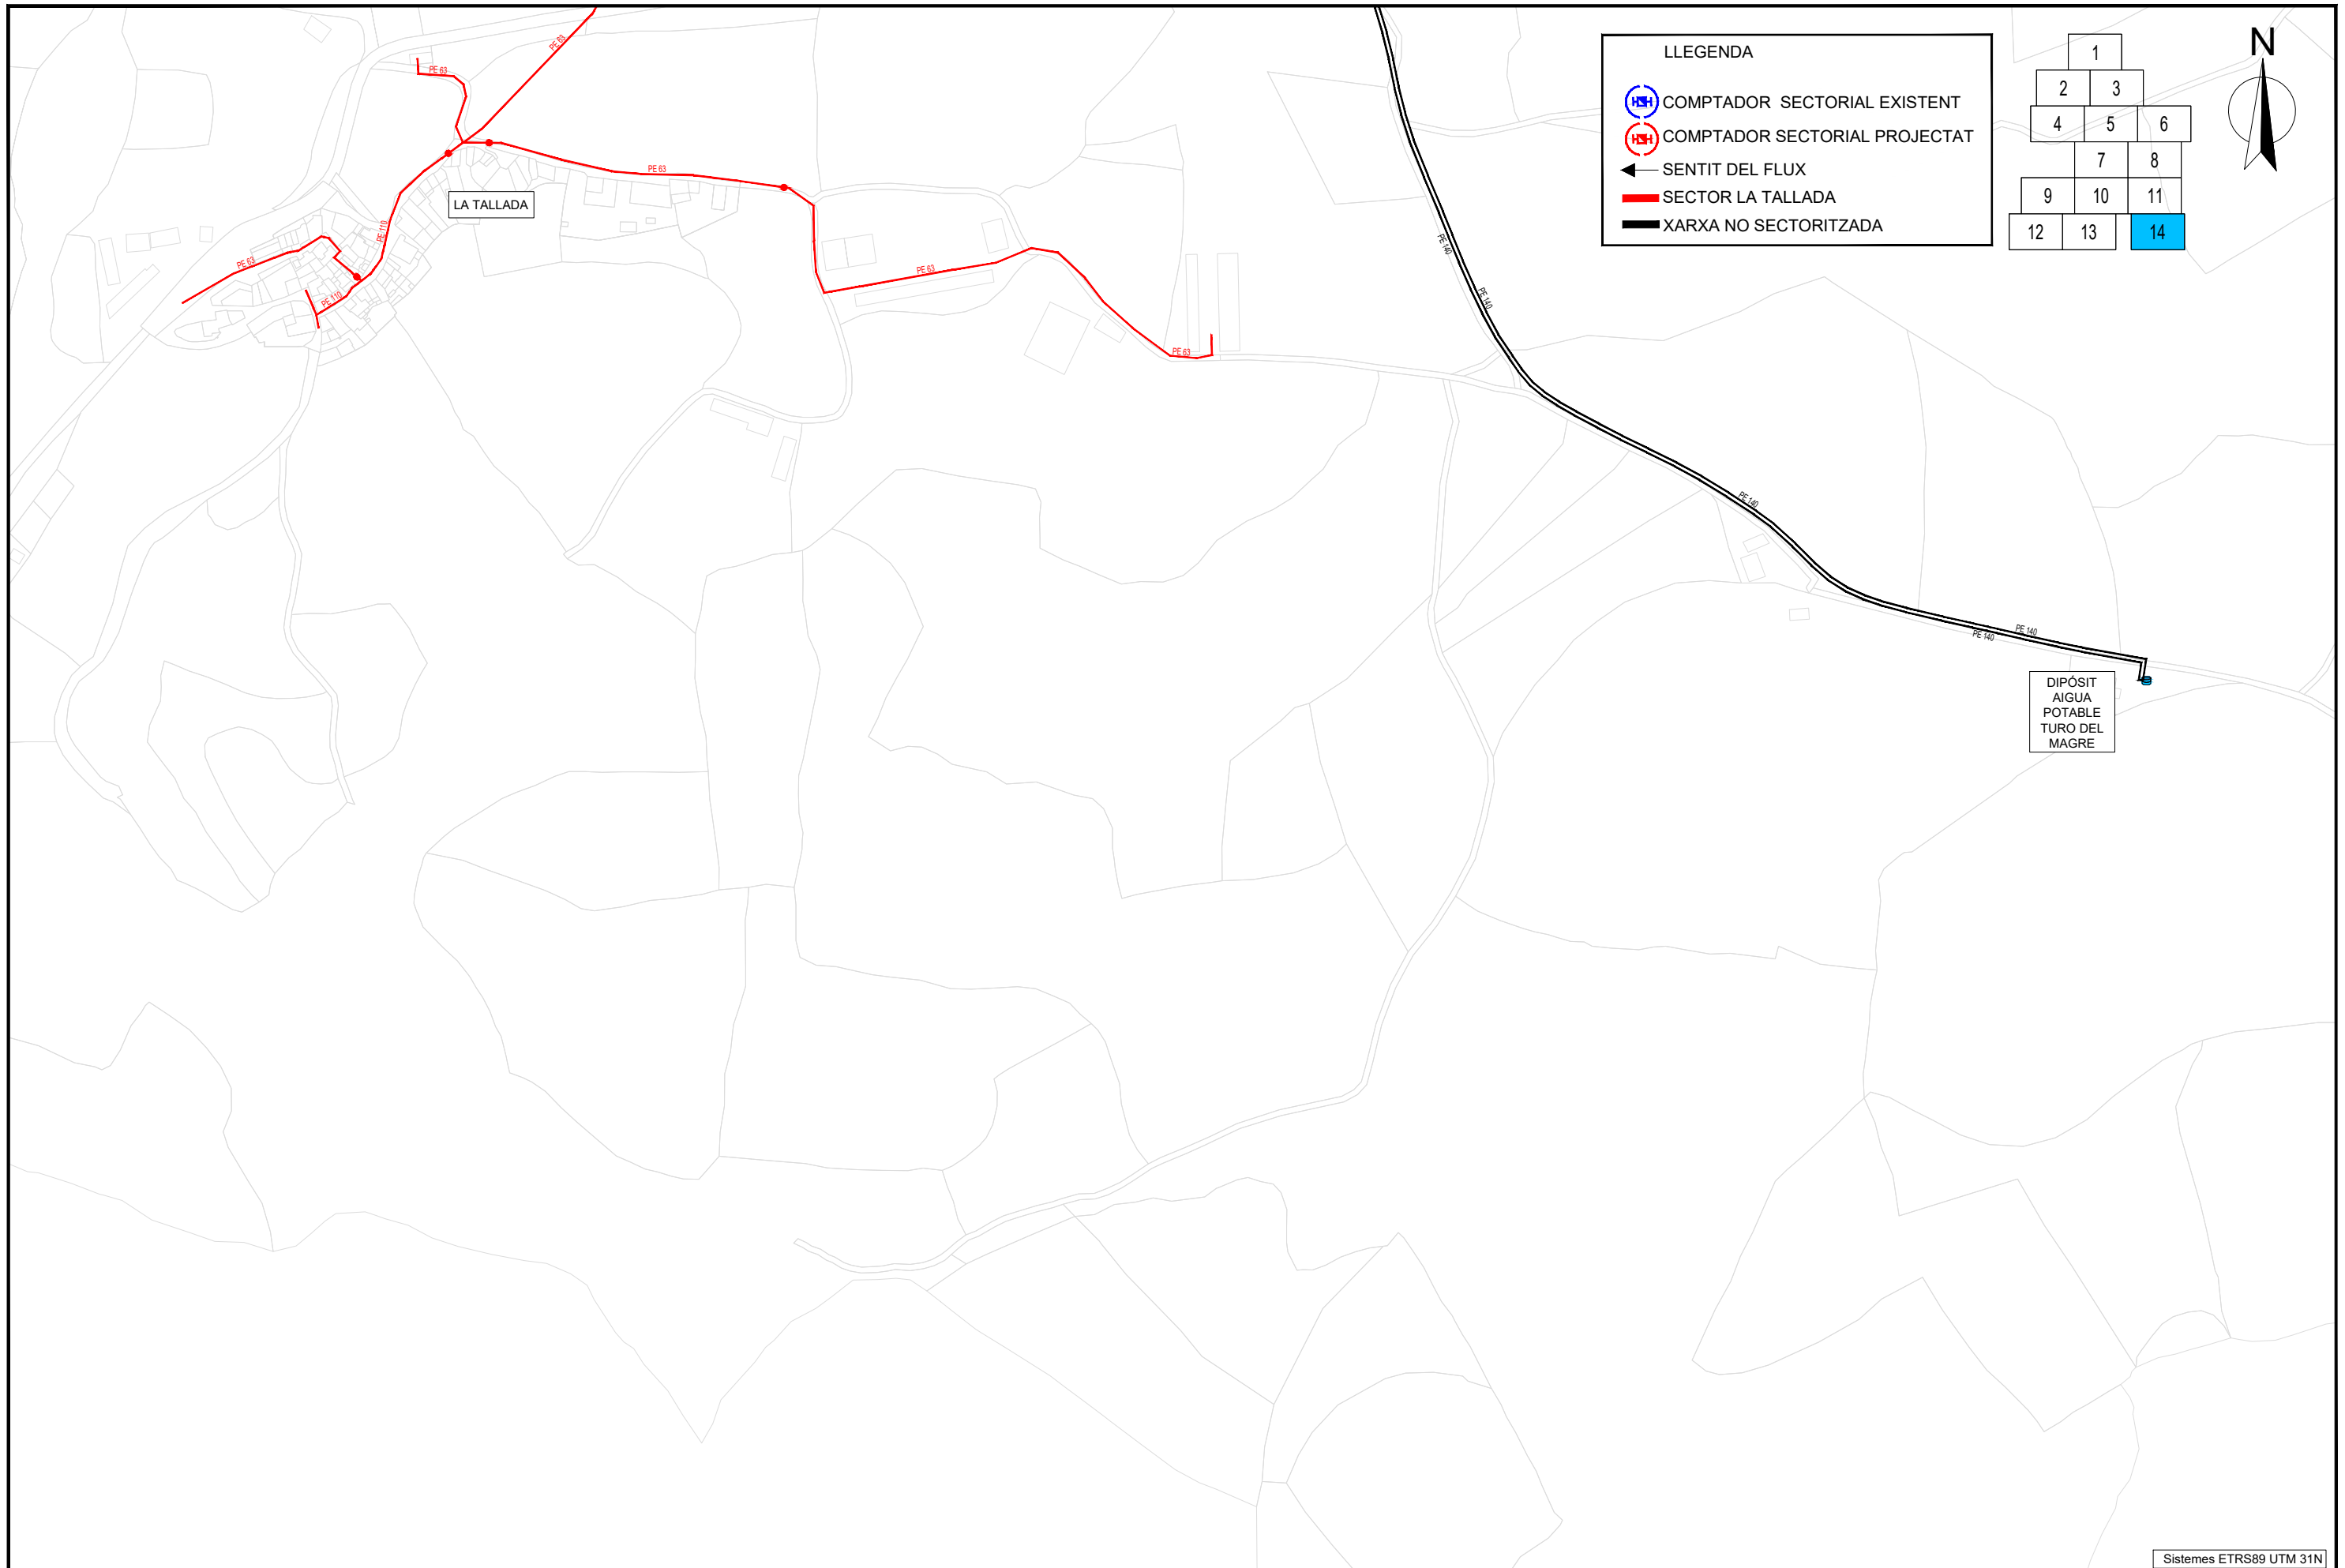 LLEGENDA
COMPTADOR SECTORIAL EXISTENT
COMPTADOR SECTORIAL PROJECTAT
SENTIT DEL FLUX
SECTOR LA TALLADA
XARXA NO SECTORITZADA
N
1
2 3
4 5 6
7 8
9 10 11
12 13 14
PE 63
PE 63
PE 63
LA TALLADA
PE 110
PE 63
PE 110
PE 63
PE 63
PE 140
PE 140
PE 140
PE 140
PE 140
DIPÓSIT
AIGUA
POTABLE
TURO DEL
MAGRE
Sistemes ETRS89 UTM 31N